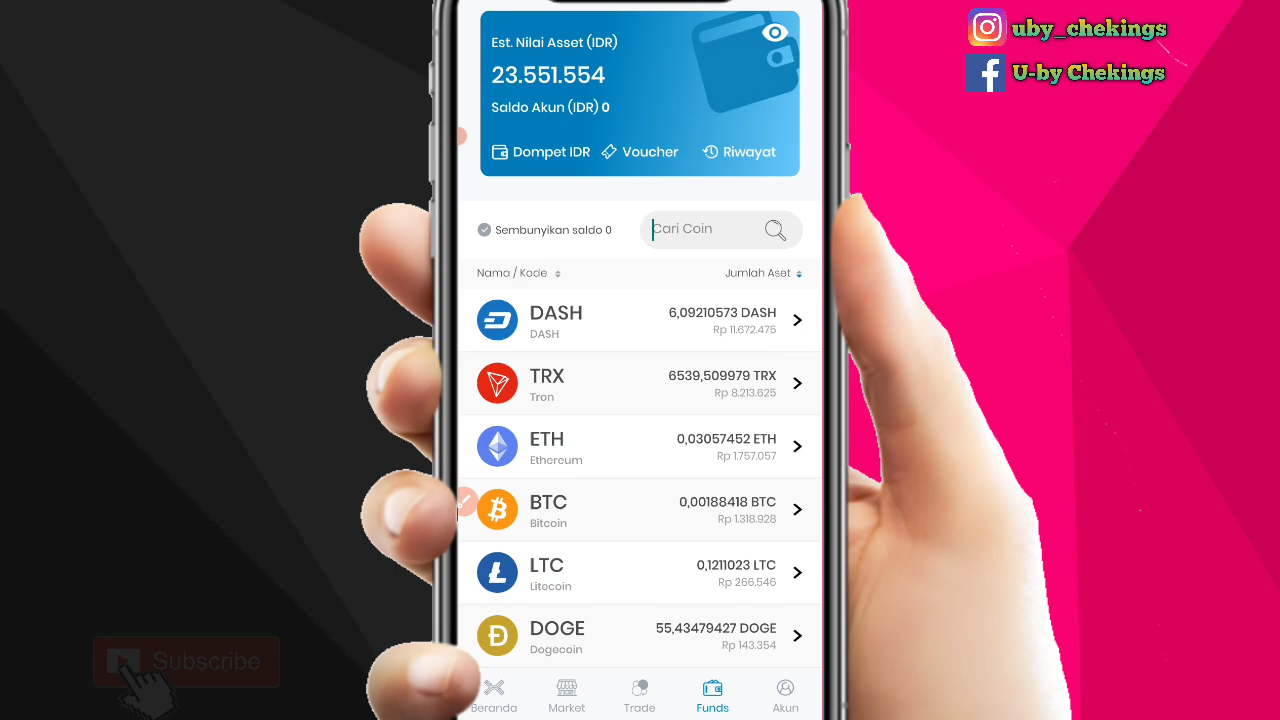 uby_chekings
U-by Chekings
Est. Nilai Asset (IDR)
23.551.554
Saldo Akun (IDR) 0
Dompet IDR Voucher Riwayat
Sembunyikan saldo 0 Cari Coin
Nama / Kode Jumlah Aset
DASH 6,09210573 DASH
DASH Rp 11.672.475
TRX 6539,509979 TRX
Tron Rp 8.213.625
ETH 0,03057452 ETH
Ethereum Rp 1.757.057
BTC 0,00188418 BTC
Bitcoin Rp 1.318.928
LTC 0,1211023 LTC
Litecoin Rp 266.546
DOGE 55,43479427 DOGE
Dogecoin Rp 143.354
Subscribe
Beranda Market Trade Funds Akun